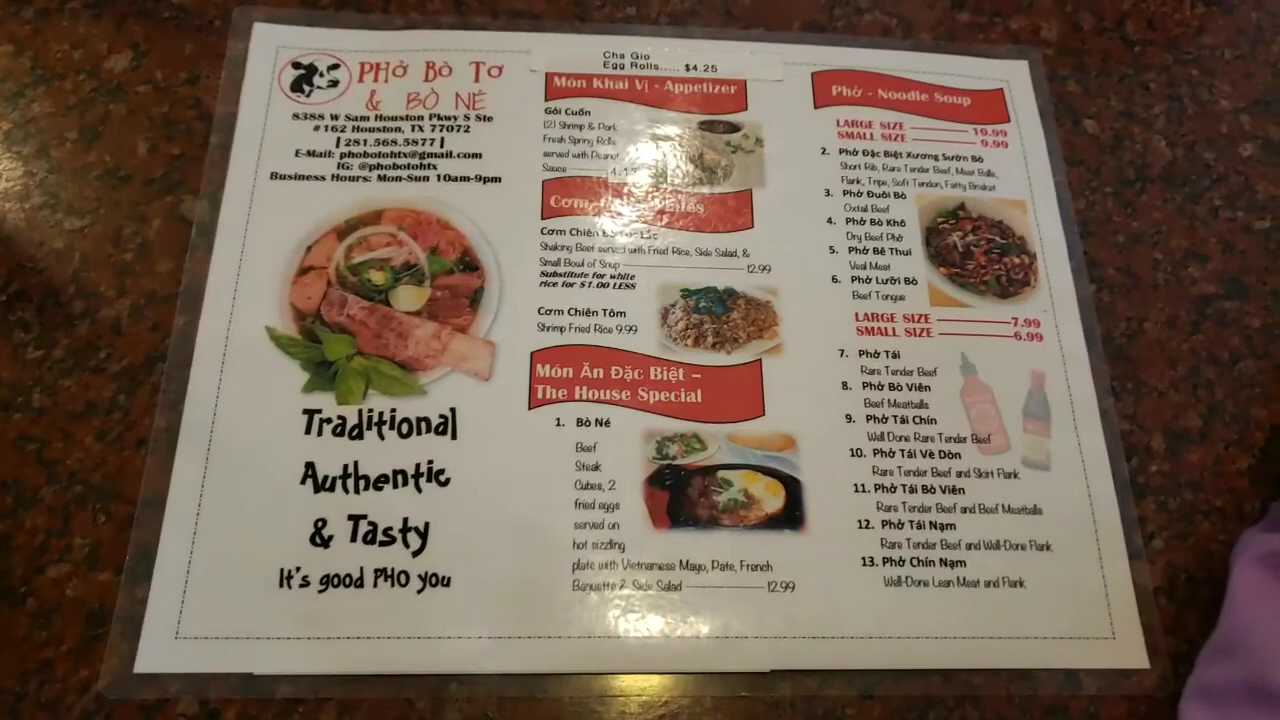 PHở Bò Tơ
& BÒ NÉ
8388 W Sam Houston Pkwy S Ste
#162 Houston, TX 77072
281.568.5877
E-Mail: phobotohtx@gmail.com
IG: @phobotohtx
Business Hours: Mon-Sun 10am-9pm
Traditional
Authentic
& Tasty
It's good PHO you
Cha Gio
Egg Rolls..... $4.25
Món Khai Vị - Appetizer
Gỏi Cuốn
(2) Shrimp & Pork
Fresh Spring Rolls
served with Peanut
Sauce 4.15
Cơm,
Cơm Chiên Bò Lúc Lắc
Shaking Beef served with Fried Rice, Side Salad, &
Small Bowl of Soup 12.99
Substitute for white
rice for $1.00 LESS
Cơm Chiên Tôm
Shrimp Fried Rice 9.99
Món Ăn Đặc Biệt –
The House Special
1. Bò Né
Beef
Steak
Cubes, 2
fried eggs
served on
hot sizzling
plate with Vietnamese Mayo, Pate, French
Baguette & Side Salad 12.99
Phở - Noodle Soup
LARGE SIZE 10.99
SMALL SIZE 9.99
2. Phở Đặc Biệt Xương Sườn Bò
Short Rib, Rare Tender Beef, Meat Balls,
Flank, Tripe, Soft Tendon, Fatty Brisket
3. Phở Đuôi Bò
Oxtail Beef
4. Phở Bò Khô
Dry Beef Phở
5. Phở Bê Thui
Veal Meat
6. Phở Lưỡi Bò
Beef Tongue
LARGE SIZE 7.99
SMALL SIZE 6.99
7. Phở Tái
Rare Tender Beef
8. Phở Bò Viên
Beef Meatballs
9. Phở Tái Chín
Well Done Rare Tender Beef
10. Phở Tái Vè Dòn
Rare Tender Beef and Skirt Flank
11. Phở Tái Bò Viên
Rare Tender Beef and Beef Meatballs
12. Phở Tái Nạm
Rare Tender Beef and Well-Done Flank
13. Phở Chín Nạm
Well-Done Lean Meat and Flank